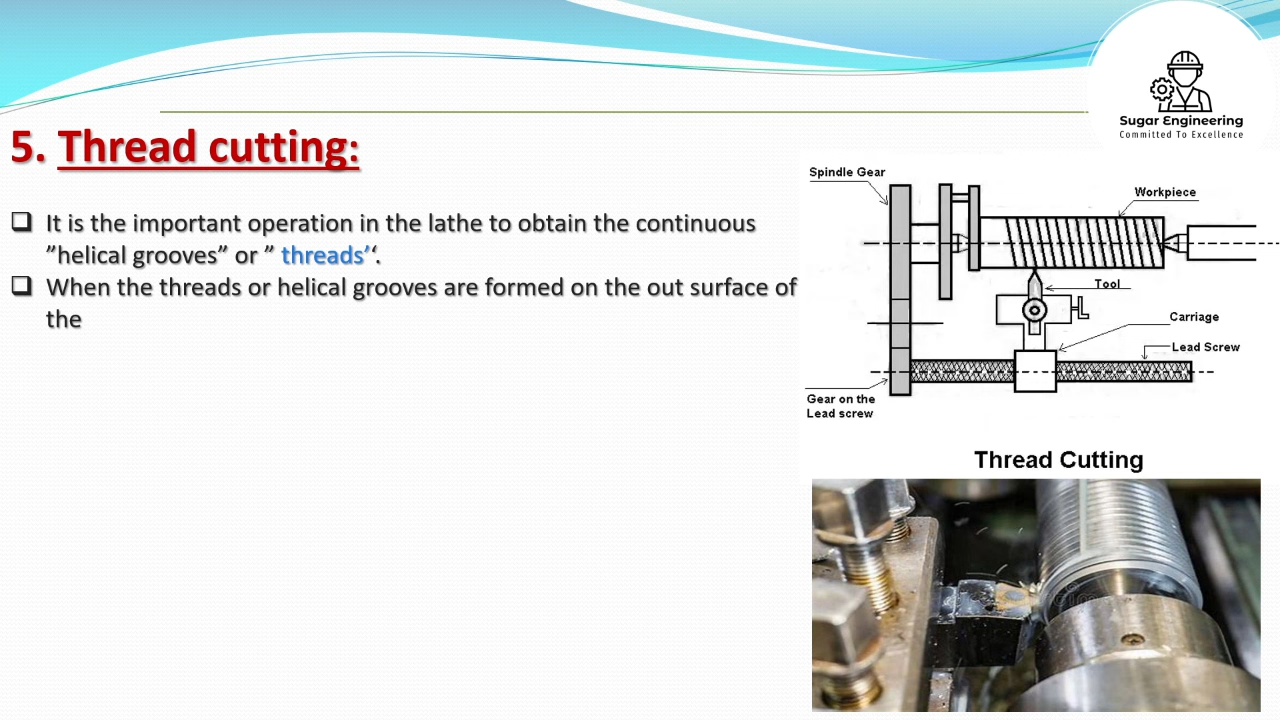 Sugar Engineering
Committed To Excellence
5. Thread cutting:
❑ It is the important operation in the lathe to obtain the continuous
”helical grooves” or ” threads’‘.
❑ When the threads or helical grooves are formed on the out surface of
the
Spindle Gear
Workpiece
Tool
Carriage
Lead Screw
Gear on the
Lead screw
Thread Cutting